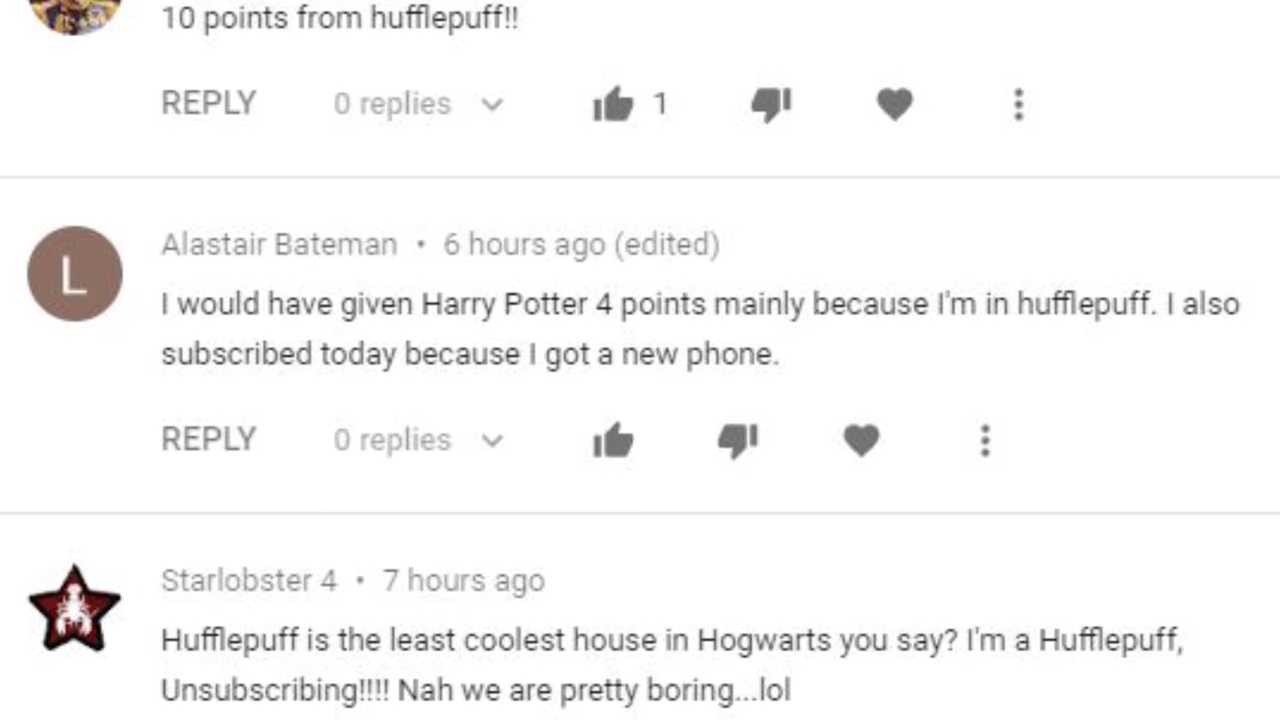 10 points from hufflepuff!!
REPLY 0 replies 1
Alastair Bateman • 6 hours ago (edited)
L
I would have given Harry Potter 4 points mainly because I'm in hufflepuff. I also
subscribed today because I got a new phone.
REPLY 0 replies
Starlobster 4 • 7 hours ago
Hufflepuff is the least coolest house in Hogwarts you say? I'm a Hufflepuff,
Unsubscribing!!!! Nah we are pretty boring...lol